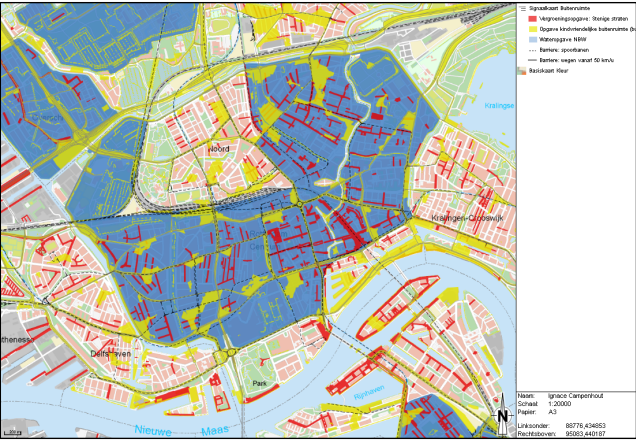 Signaalkaart Buitenruimte
Vergroeningsopgave: Stenige straten
Opgave kindvriendelijke buitenruimte (bu
Wateropgave NBW
Barriere: spoorbanen
Barriere: wegen vanaf 50 km/u
Basiskaart Kleur
Kralingse
Noord
Kralingen-Crooswijk
Delfshaven
Park
Rijnhaven
Nieuwe Maas
N
Naam: Ignace Campenhout
Schaal: 1:20000
Papier: A3
Linksonder: 88776,434853
Rechtsboven: 95083,440187